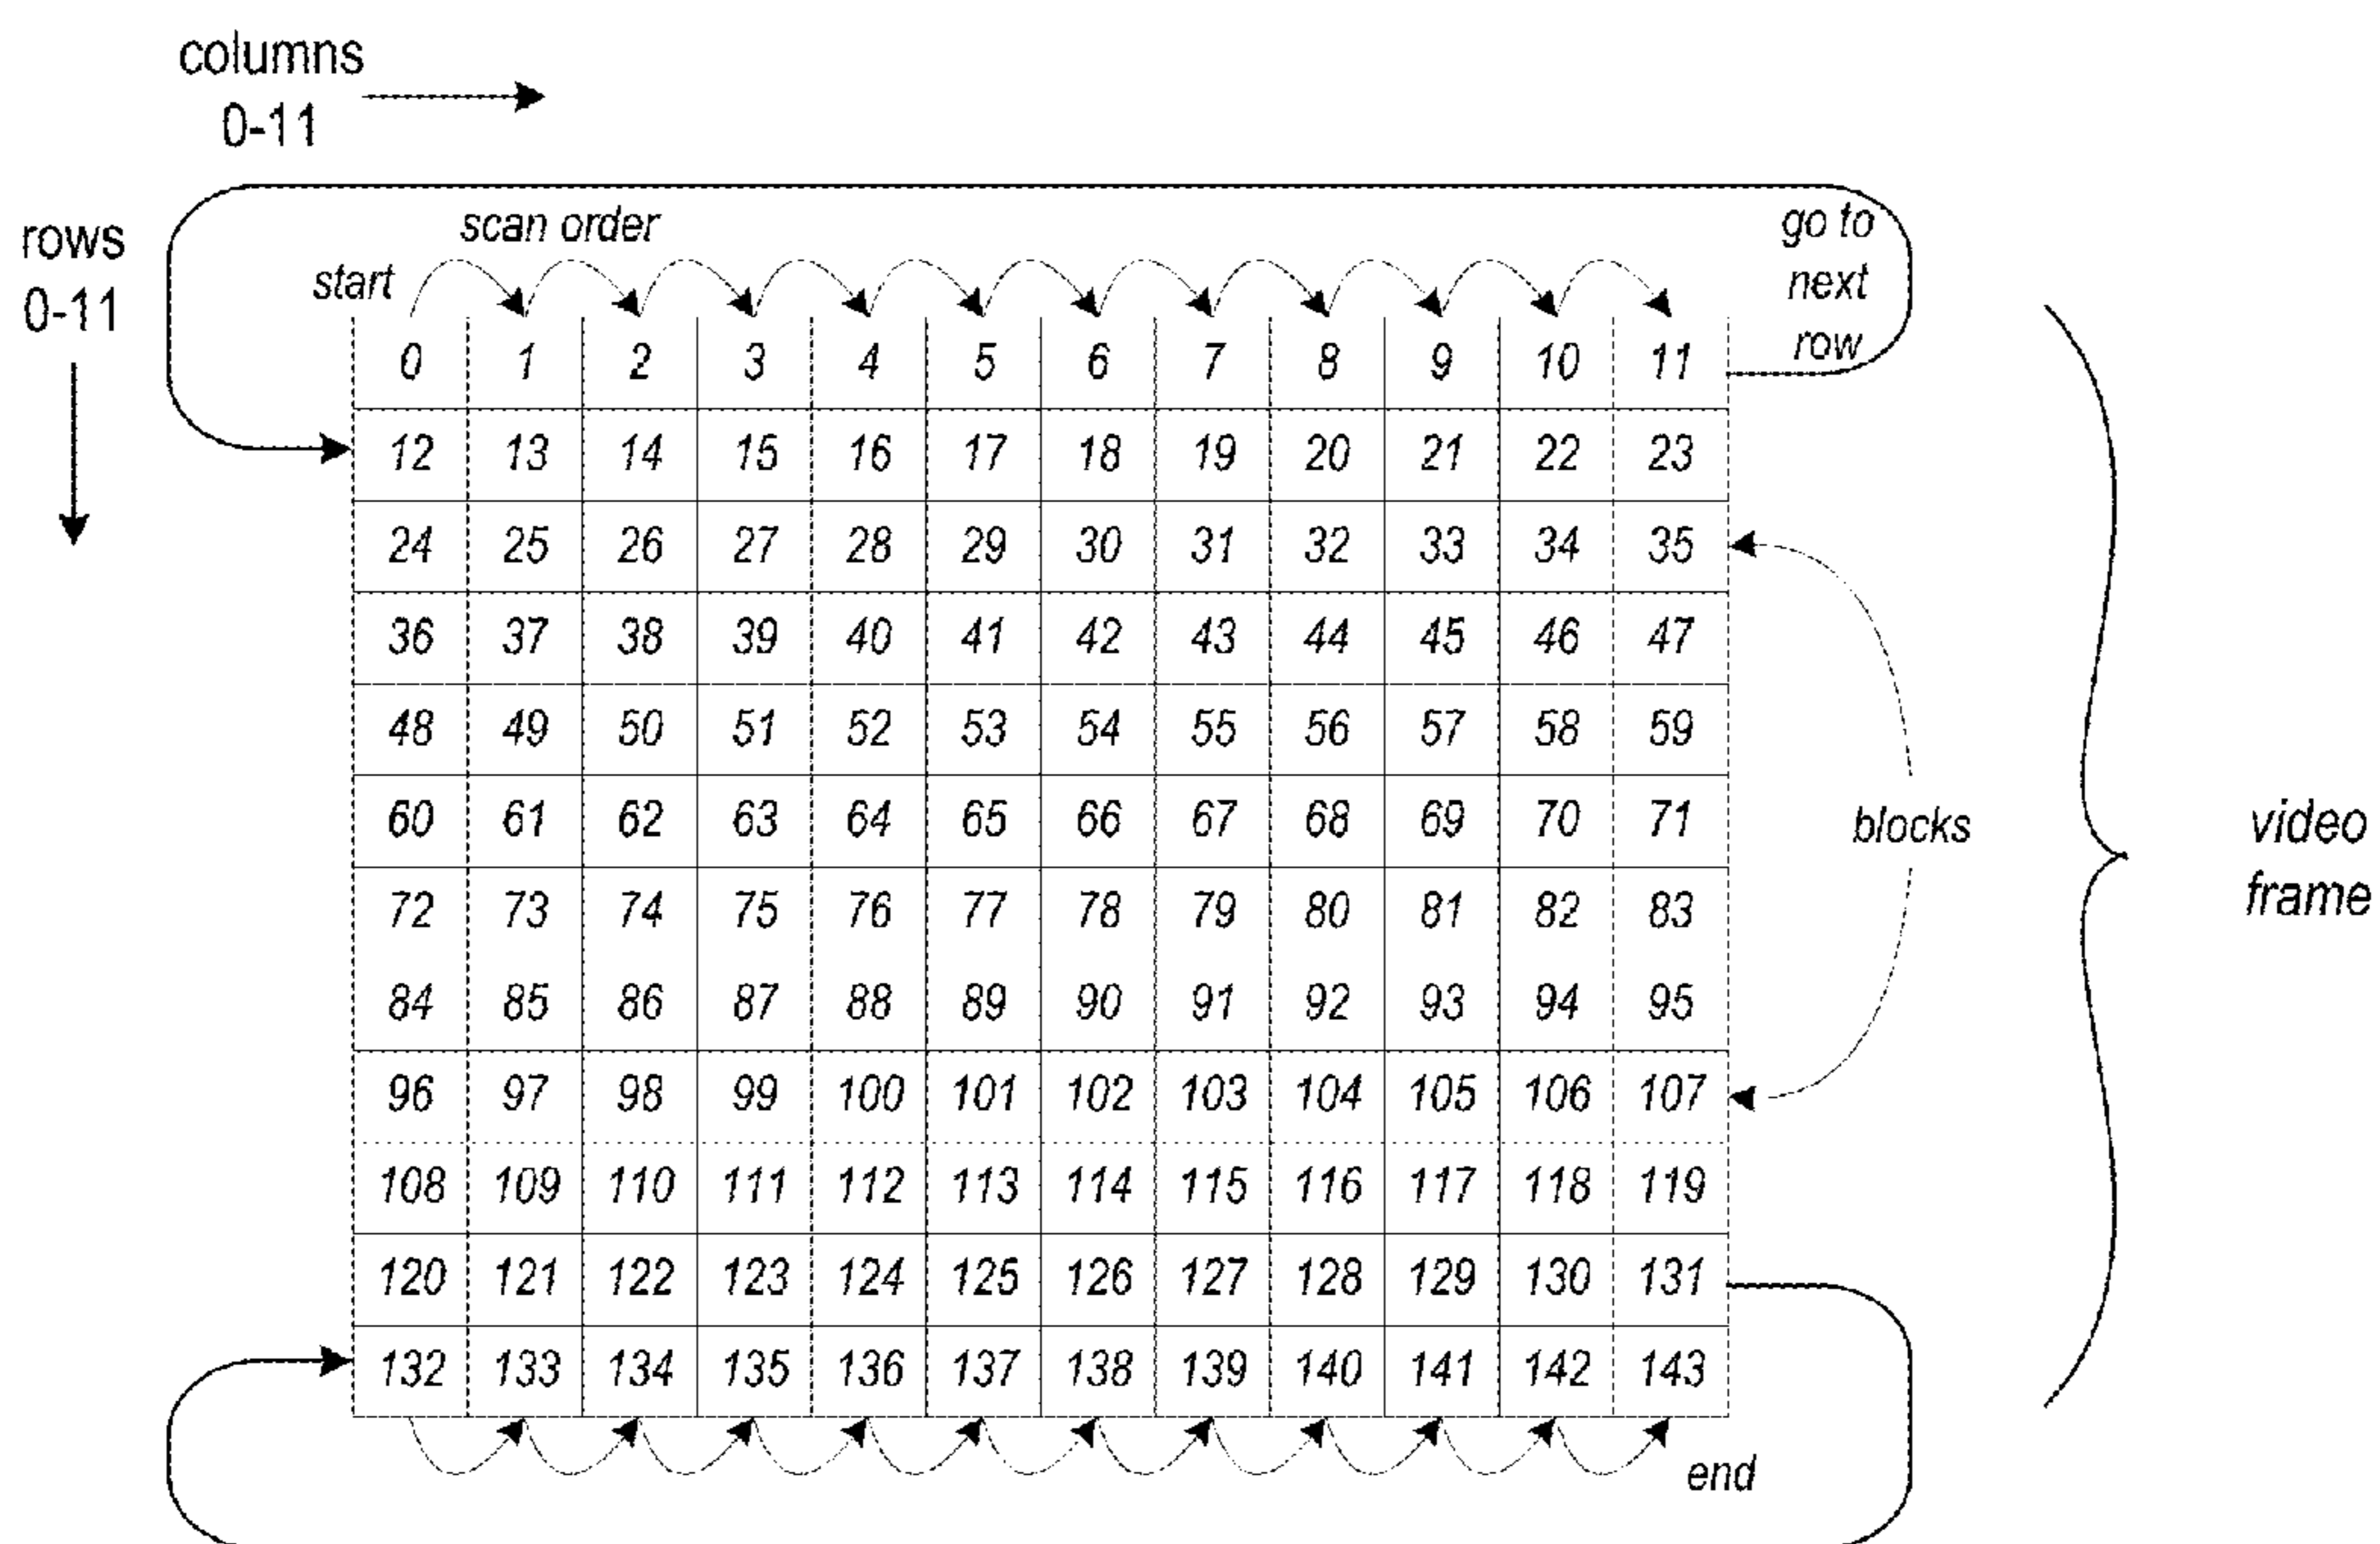 columns
0-11
rows
0-11
scan order
start
go to
next
row
0 1 2 3 4 5 6 7 8 9 10 11
12 13 14 15 16 17 18 19 20 21 22 23
24 25 26 27 28 29 30 31 32 33 34 35
36 37 38 39 40 41 42 43 44 45 46 47
48 49 50 51 52 53 54 55 56 57 58 59
60 61 62 63 64 65 66 67 68 69 70 71
72 73 74 75 76 77 78 79 80 81 82 83
84 85 86 87 88 89 90 91 92 93 94 95
96 97 98 99 100 101 102 103 104 105 106 107
108 109 110 111 112 113 114 115 116 117 118 119
120 121 122 123 124 125 126 127 128 129 130 131
132 133 134 135 136 137 138 139 140 141 142 143
end
blocks
video
frame